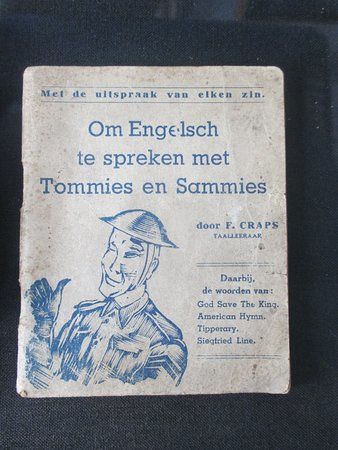 Met de uitspraak van elken zin.
Om Engelsch
te spreken met
Tommies en Sammies
door F. CRAPS
TAALLEERAAR
Daarbij,
de woorden van:
God Save The King.
American Hymn.
Tipperary.
Siegfried Line.